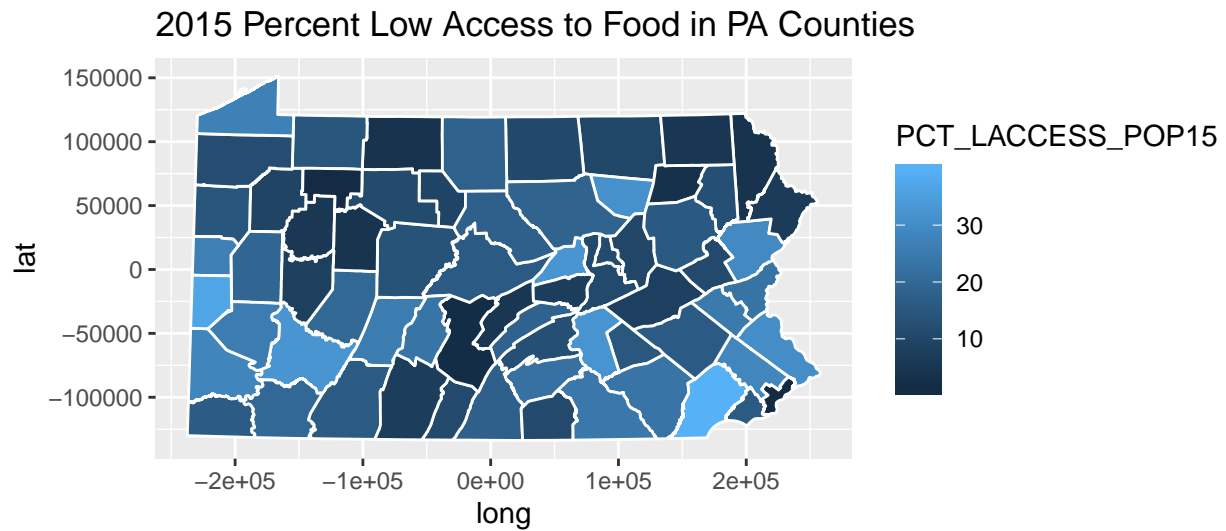 2015 Percent Low Access to Food in PA Counties
150000
100000
50000
0
−50000
−100000
lat
−2e+05
−1e+05
0e+00
1e+05
2e+05
long
PCT_LACCESS_POP15
30
20
10